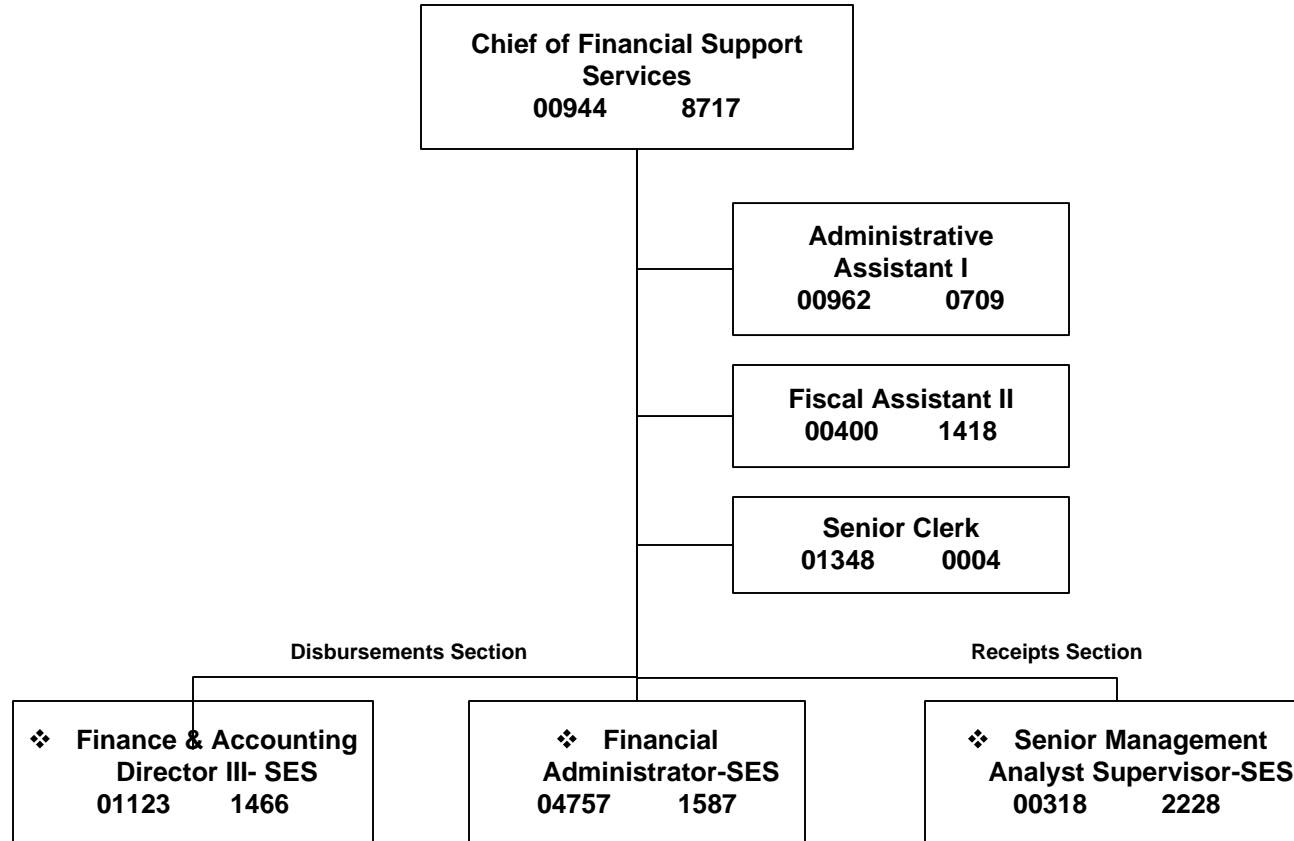 Chief of Financial Support
Services
00944 8717
Administrative
Assistant I
00962 0709
Fiscal Assistant II
00400 1418
Senior Clerk
01348 0004
Disbursements Section
Receipts Section
❖ Finance & Accounting
Director III- SES
01123 1466
❖ Financial
Administrator-SES
04757 1587
❖ Senior Management
Analyst Supervisor-SES
00318 2228